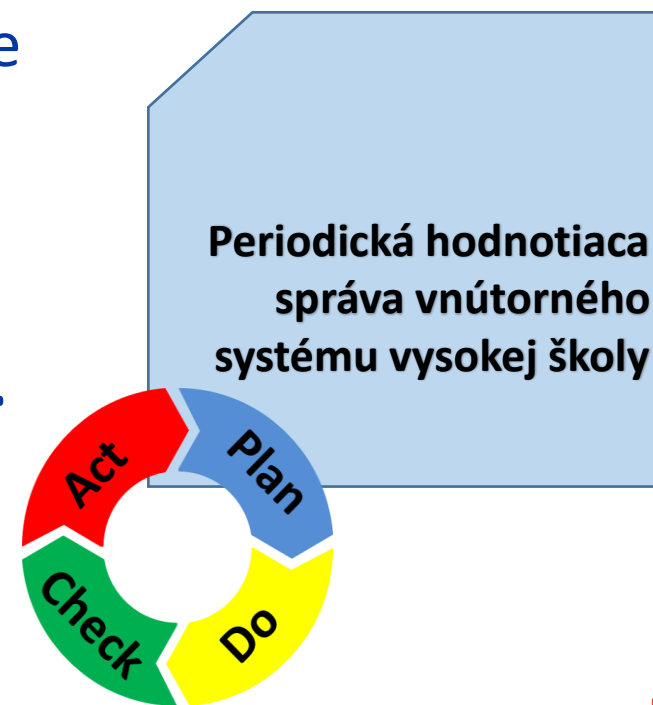 e
Periodická hodnotiaca
správa vnútorného
systému vysokej školy
.
Act
Plan
Check
Do